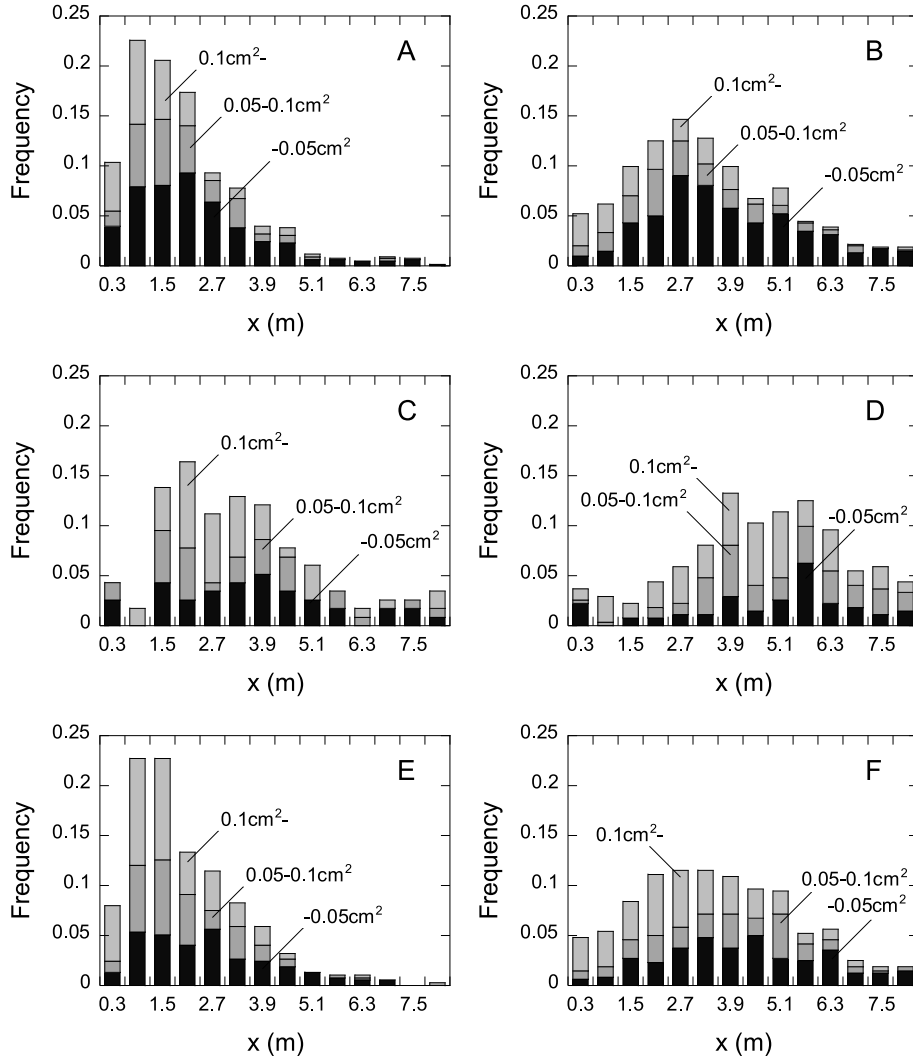 A
0.25
0.2
0.15
0.1
0.05
0
Frequency
0.1cm²-
0.05–0.1cm²
-0.05cm²
0.3 1.5 2.7 3.9 5.1 6.3 7.5
x (m)
B
0.25
0.2
0.15
0.1
0.05
0
Frequency
0.1cm²-
0.05–0.1cm²
-0.05cm²
0.3 1.5 2.7 3.9 5.1 6.3 7.5
x (m)
C
0.25
0.2
0.15
0.1
0.05
0
Frequency
0.1cm²-
0.05–0.1cm²
-0.05cm²
0.3 1.5 2.7 3.9 5.1 6.3 7.5
x (m)
D
0.25
0.2
0.15
0.1
0.05
0
Frequency
0.1cm²-
0.05–0.1cm²
-0.05cm²
0.3 1.5 2.7 3.9 5.1 6.3 7.5
x (m)
E
0.25
0.2
0.15
0.1
0.05
0
Frequency
0.1cm²-
0.05–0.1cm²
-0.05cm²
0.3 1.5 2.7 3.9 5.1 6.3 7.5
x (m)
F
0.25
0.2
0.15
0.1
0.05
0
Frequency
0.1cm²-
0.05–0.1cm²
-0.05cm²
0.3 1.5 2.7 3.9 5.1 6.3 7.5
x (m)